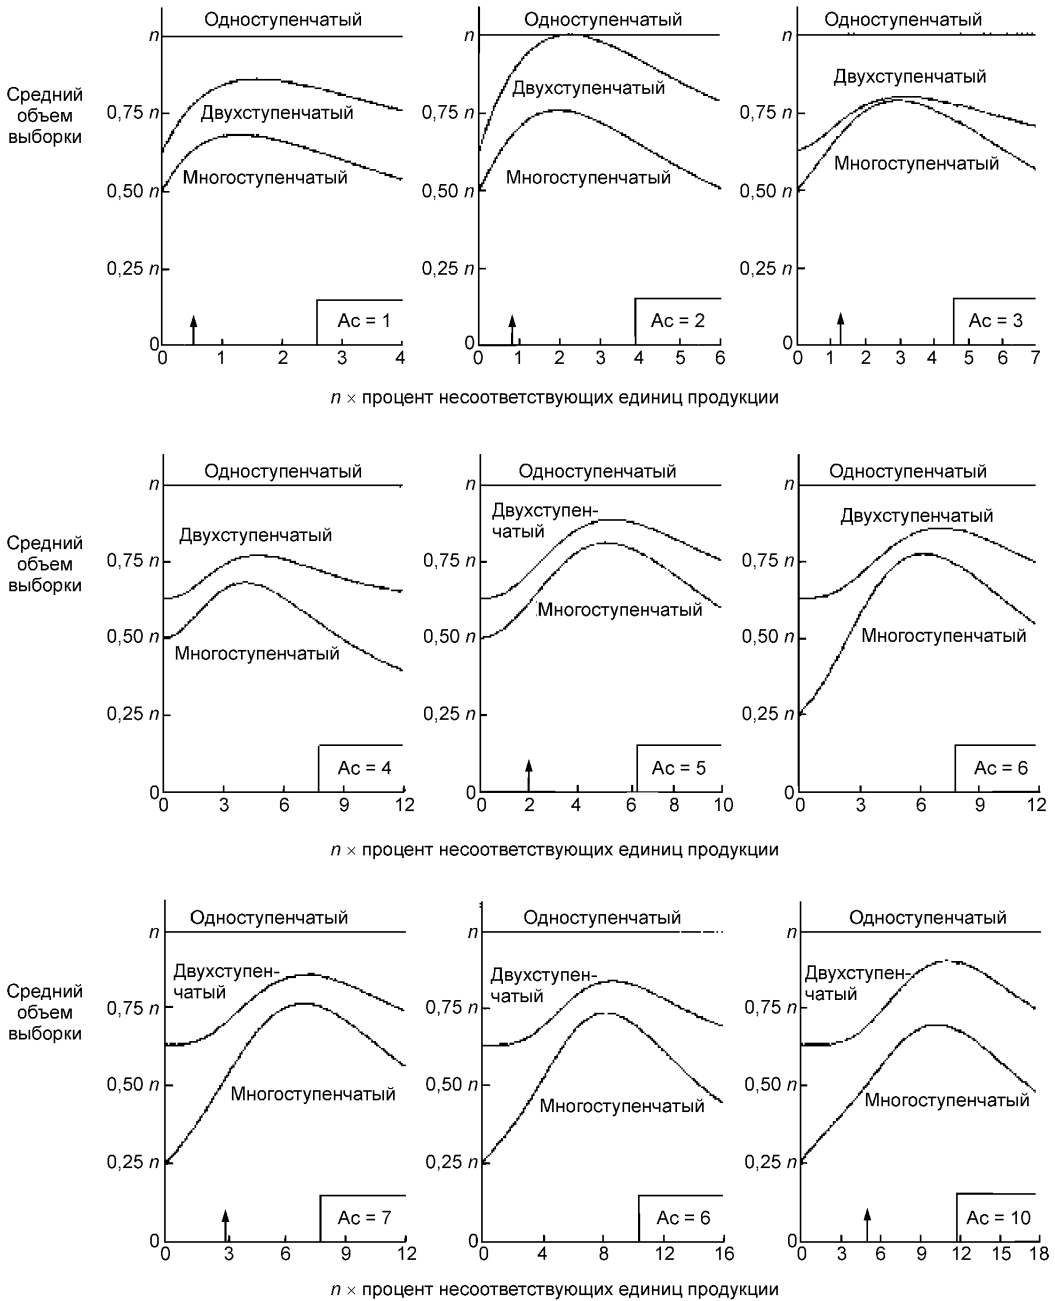 Одноступенчатый
Одноступенчатый
Одноступенчатый
n
Средний
объем
выборки
Двухступенчатый
Двухступенчатый
Двухступенчатый
0,75 n
0,75 n
0,75 n
Многоступенчатый
Многоступенчатый
Многоступенчатый
0,50 n
0,50 n
0,50 n
0,25 n
0,25 n
0,25 n
Ac = 1
Ac = 2
Ac = 3
0
0
0
0 1 2 3 4
0 1 2 3 4 5 6
0 1 2 3 4 5 6 7
n × процент несоответствующих единиц продукции
Одноступенчатый
Одноступенчатый
Одноступенчатый
n
n
n
Средний
объем
выборки
Двухступенчатый
Двухступен-
чатый
Двухступенчатый
0,75 n
0,75 n
0,75 n
Многоступенчатый
Многоступенчатый
Многоступенчатый
0,50 n
0,50 n
0,50 n
0,25 n
0,25 n
0,25 n
Ac = 4
Ac = 5
Ac = 6
0
0
0
0 3 6 9 12
0 2 4 6 8 10
0 3 6 9 12
n × процент несоответствующих единиц продукции
Одноступенчатый
Одноступенчатый
Одноступенчатый
n
n
n
Средний
объем
выборки
Двухступен-
чатый
Двухступен-
чатый
Двухступен-
чатый
0,75 n
0,75 n
0,75 n
Многоступенчатый
Многоступенчатый
Многоступенчатый
0,50 n
0,50 n
0,50 n
0,25 n
0,25 n
0,25 n
Ac = 7
Ac = 6
Ac = 10
0
0
0
0 3 6 9 12
0 4 8 12 16
0 3 6 9 12 15 18
n × процент несоответствующих единиц продукции